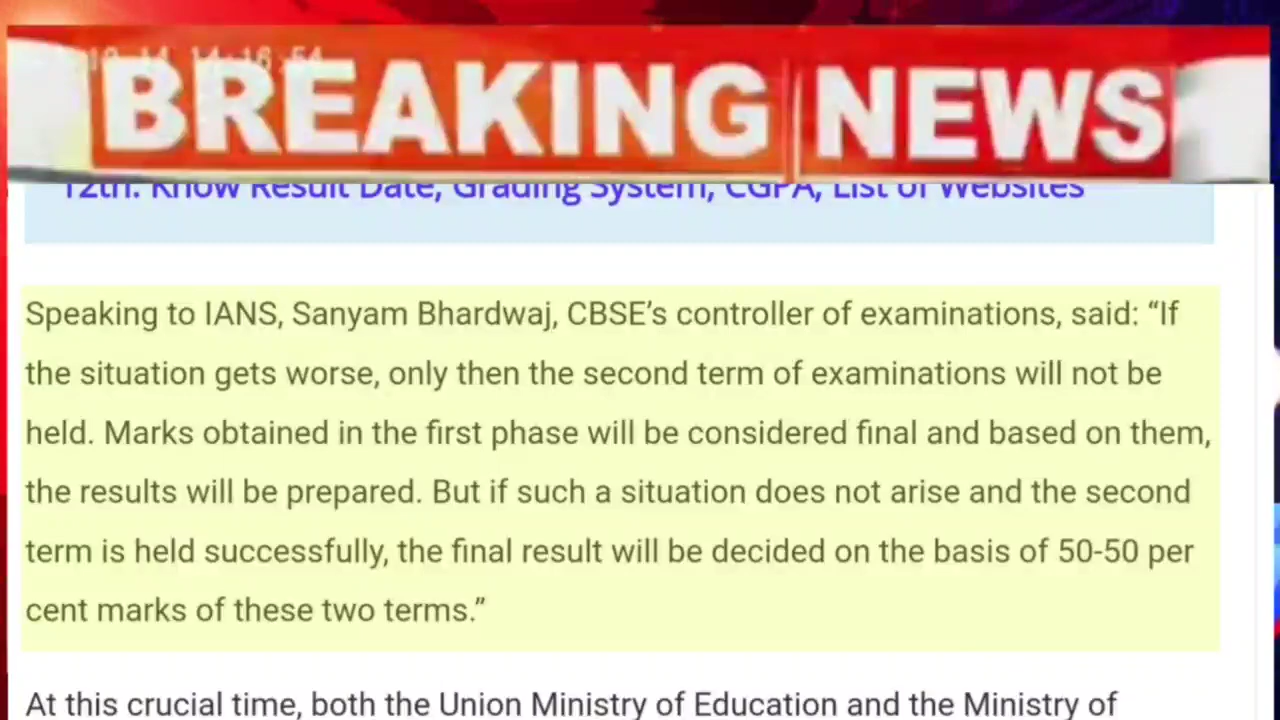 BREAKING NEWS
12th: Know Result Date, Grading System, CGPA, List of Websites
Speaking to IANS, Sanyam Bhardwaj, CBSE’s controller of examinations, said: “If
the situation gets worse, only then the second term of examinations will not be
held. Marks obtained in the first phase will be considered final and based on them,
the results will be prepared. But if such a situation does not arise and the second
term is held successfully, the final result will be decided on the basis of 50-50 per
cent marks of these two terms.”
At this crucial time, both the Union Ministry of Education and the Ministry of